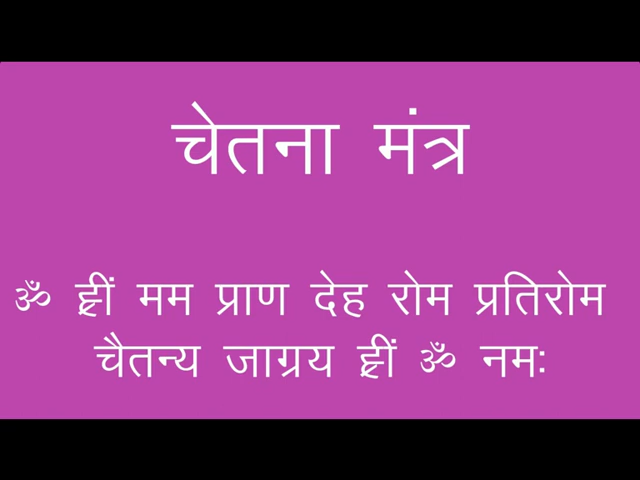 चेतना मंत्र
ॐ ह्रीं मम प्राण देह रोम प्रतिरोम
चैतन्य जाग्रय ह्रीं ॐ नमः